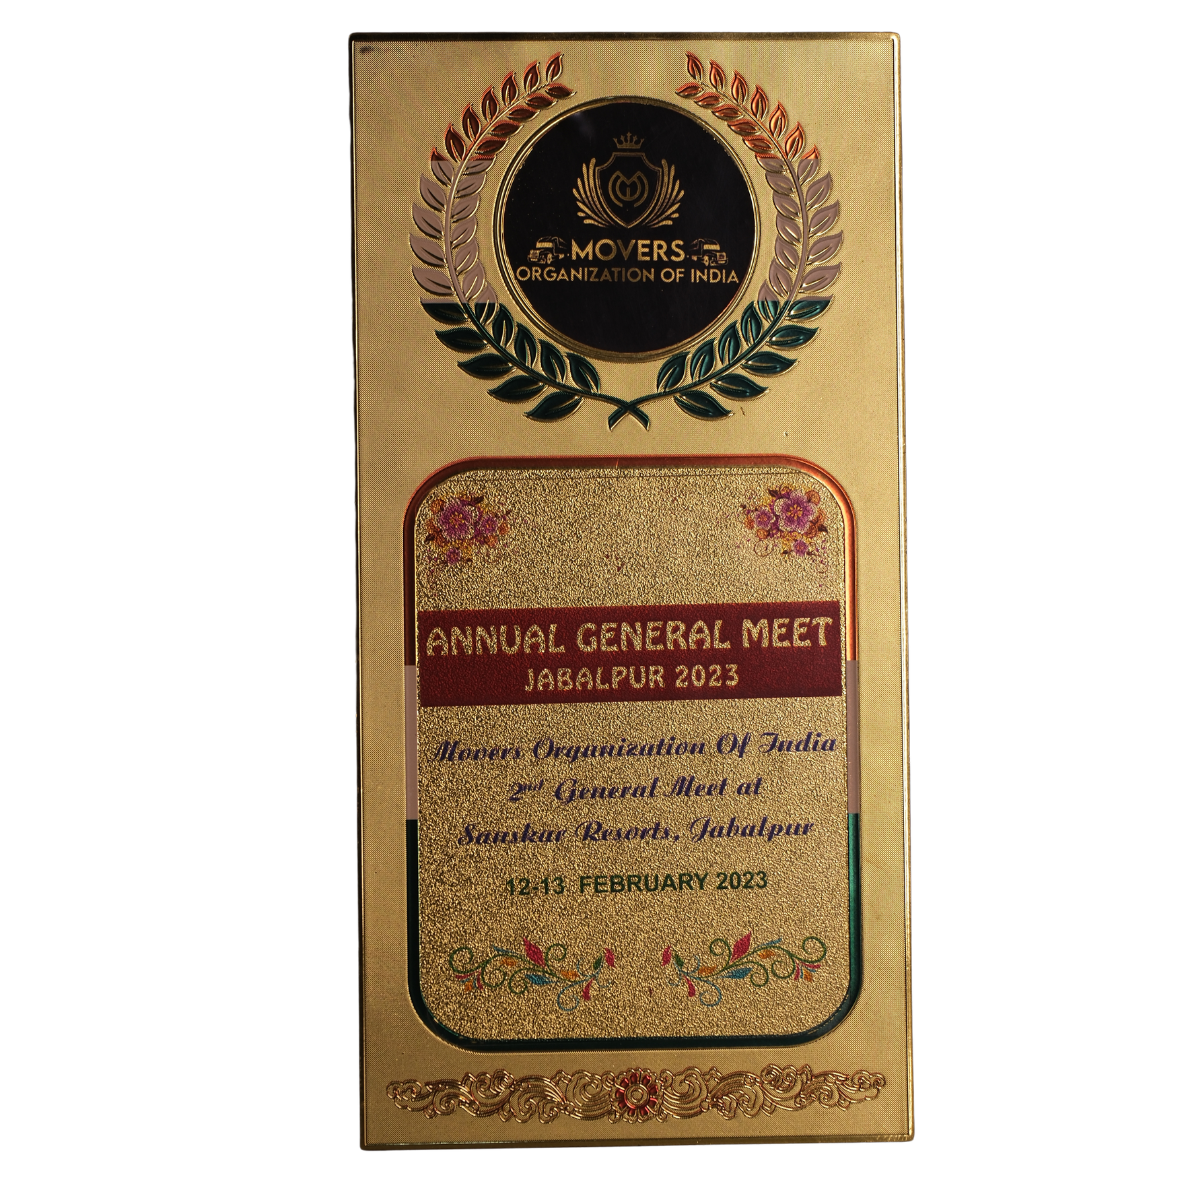 MOVERS
ORGANIZATION OF INDIA
ANNUAL GENERAL MEET
JABALPUR 2023
Movers Organization Of India
2nd General Meet at
Sanskar Resorts, Jabalpur
12-13 FEBRUARY 2023